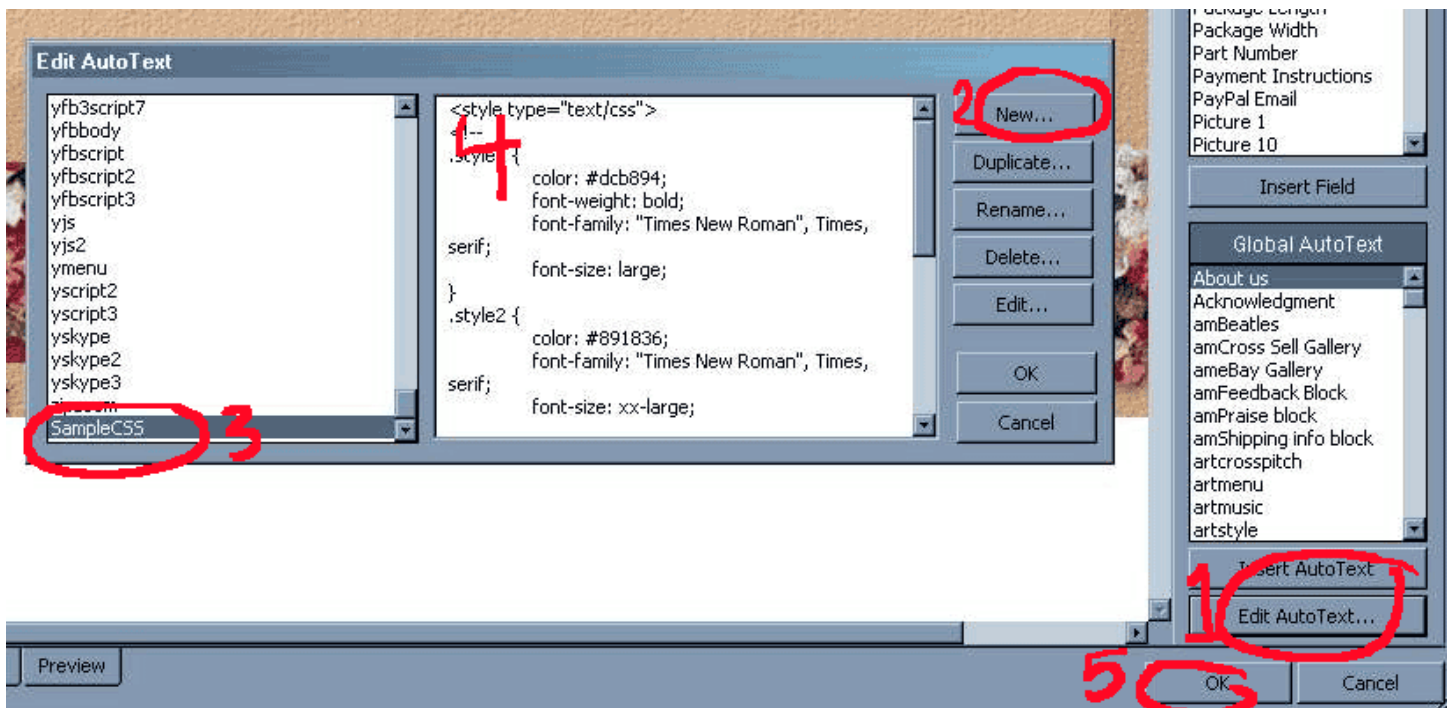 Edit AutoText
yfb3script7
yfbbody
yfbscript
yfbscript2
yfbscript3
yjs
yjs2
ymenu
yscript2
yscript3
yskype
yskype2
yskype3
SampleCSS
3
<style type="text/css">
<!--
4
color: #dcb894;
font-weight: bold;
font-family: "Times New Roman", Times,
serif;
font-size: large;
}
.style2 {
color: #891836;
font-family: "Times New Roman", Times,
serif;
font-size: xx-large;
2
New...
Duplicate...
Rename...
Delete...
Edit...
OK
Cancel
Package Length
Package Width
Part Number
Payment Instructions
PayPal Email
Picture 1
Picture 10
Insert Field
Global AutoText
About us
Acknowledgment
amBeatles
amCross Sell Gallery
ameBay Gallery
amFeedback Block
amPraise block
amShipping info block
artcrosspitch
artmenu
artmusic
artstyle
Insert AutoText
1
Edit AutoText...
Preview
5
OK
Cancel